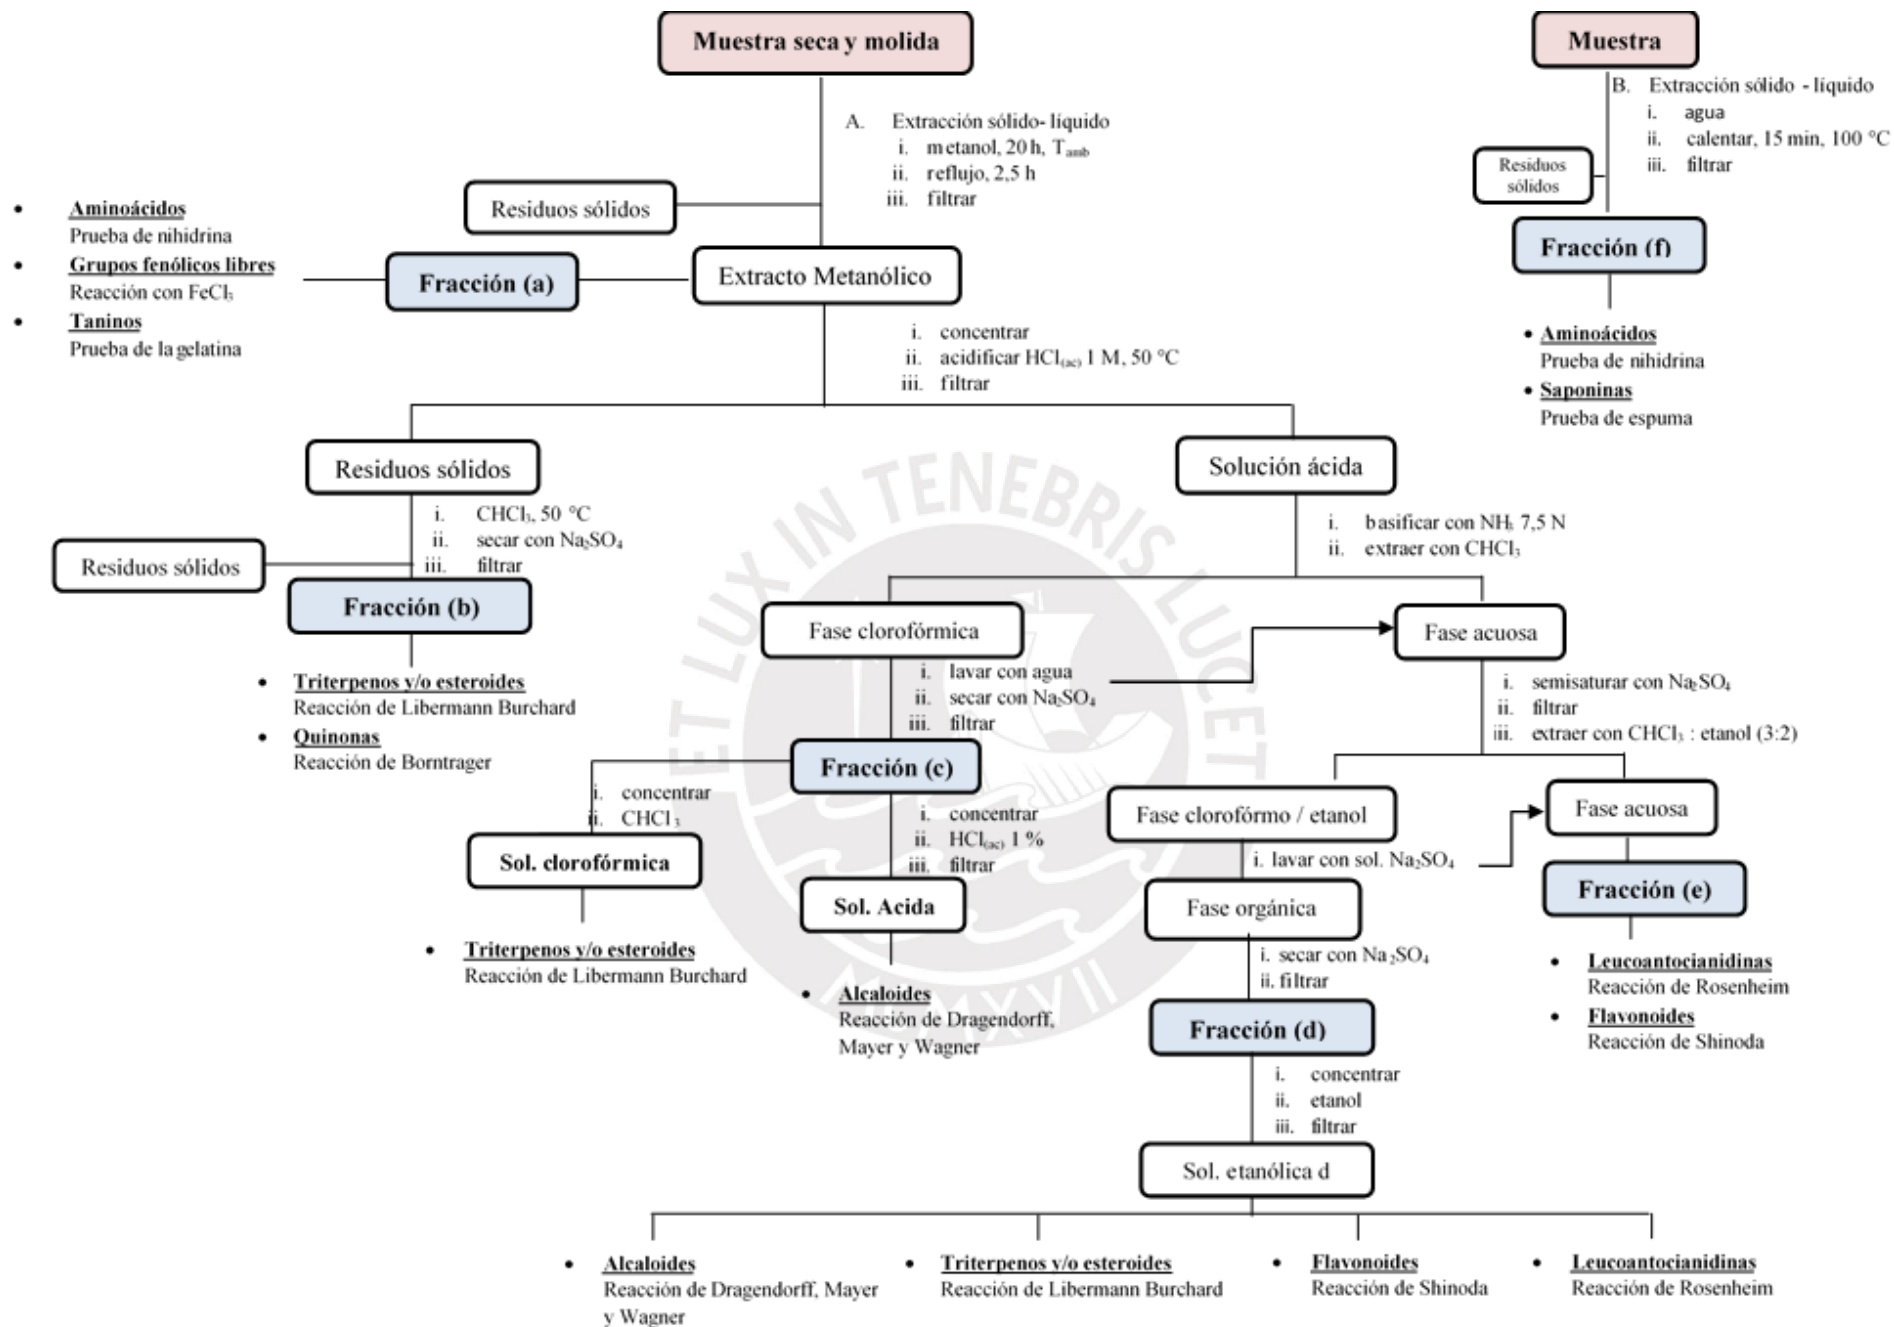 Muestra seca y molida
A. Extracción sólido- líquido
i. metanol, 20 h, Tamb
ii. reflujo, 2,5 h
iii. filtrar
Residuos sólidos
Extracto Metanólico
Fracción (a)
• Aminoácidos
Prueba de nihidrina
• Grupos fenólicos libres
Reacción con FeCl₃
• Taninos
Prueba de la gelatina
i. concentrar
ii. acidificar HCl(ac) 1 M, 50 °C
iii. filtrar
Residuos sólidos
i. CHCl₃, 50 °C
ii. secar con Na₂SO₄
iii. filtrar
Residuos sólidos
Fracción (b)
• Triterpenos y/o esteroides
Reacción de Libermann Burchard
• Quinonas
Reacción de Borntrager
Solución ácida
i. basificar con NH₃ 7,5 N
ii. extraer con CHCl₃
Fase clorofórmica
i. lavar con agua
ii. secar con Na₂SO₄
iii. filtrar
Fracción (c)
i. concentrar
ii. CHCl₃
Sol. clorofórmica
• Triterpenos y/o esteroides
Reacción de Libermann Burchard
i. concentrar
ii. HCl(ac) 1 %
iii. filtrar
Sol. Acida
• Alcaloides
Reacción de Dragendorff,
Mayer y Wagner
Fase acuosa
i. semisaturar con Na₂SO₄
ii. filtrar
iii. extraer con CHCl₃ : etanol (3:2)
Fase clorofórmo / etanol
i. lavar con sol. Na₂SO₄
Fase orgánica
i. secar con Na₂SO₄
ii. filtrar
Fracción (d)
i. concentrar
ii. etanol
iii. filtrar
Sol. etanólica d
• Alcaloides
Reacción de Dragendorff, Mayer
y Wagner
• Triterpenos y/o esteroides
Reacción de Libermann Burchard
• Flavonoides
Reacción de Shinoda
• Leucoantocianidinas
Reacción de Rosenheim
Fase acuosa
Fracción (e)
• Leucoantocianidinas
Reacción de Rosenheim
• Flavonoides
Reacción de Shinoda
Muestra
B. Extracción sólido - líquido
i. agua
ii. calentar, 15 min, 100 °C
iii. filtrar
Residuos
sólidos
Fracción (f)
• Aminoácidos
Prueba de nihidrina
• Saponinas
Prueba de espuma
ET LUX IN TENEBRIS LUCET
MCMXVII